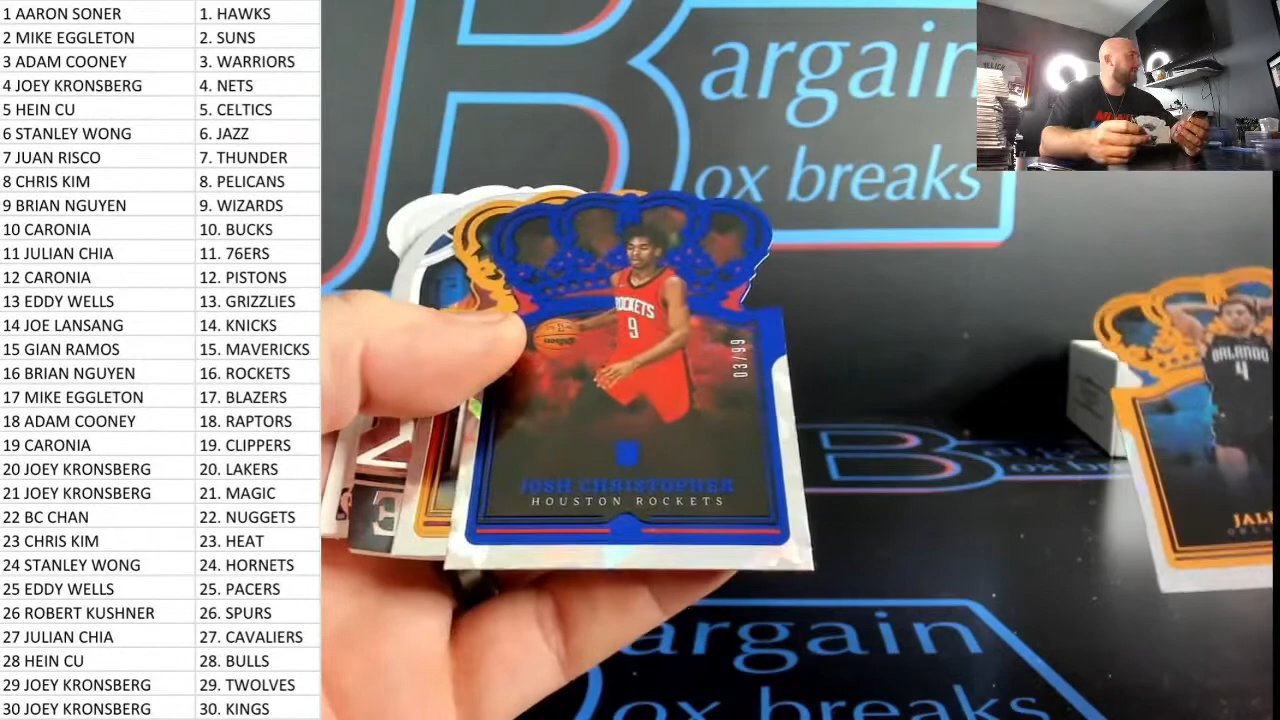 1 AARON SONER 1. HAWKS
2 MIKE EGGLETON 2. SUNS
3 ADAM COONEY 3. WARRIORS
4 JOEY KRONSBERG 4. NETS
5 HEIN CU 5. CELTICS
6 STANLEY WONG 6. JAZZ
7 JUAN RISCO 7. THUNDER
8 CHRIS KIM 8. PELICANS
9 BRIAN NGUYEN 9. WIZARDS
10 CARONIA 10. BUCKS
11 JULIAN CHIA 11. 76ERS
12 CARONIA 12. PISTONS
13 EDDY WELLS 13. GRIZZLIES
14 JOE LANSANG 14. KNICKS
15 GIAN RAMOS 15. MAVERICKS
16 BRIAN NGUYEN 16. ROCKETS
17 MIKE EGGLETON 17. BLAZERS
18 ADAM COONEY 18. RAPTORS
19 CARONIA 19. CLIPPERS
20 JOEY KRONSBERG 20. LAKERS
21 JOEY KRONSBERG 21. MAGIC
22 BC CHAN 22. NUGGETS
23 CHRIS KIM 23. HEAT
24 STANLEY WONG 24. HORNETS
25 EDDY WELLS 25. PACERS
26 ROBERT KUSHNER 26. SPURS
27 JULIAN CHIA 27. CAVALIERS
28 HEIN CU 28. BULLS
29 JOEY KRONSBERG 29. TWOLVES
30 JOEY KRONSBERG 30. KINGS
Bargain
ox breaks
ROCKETS
9
03/99
JOSH CHRISTOPHER
HOUSTON ROCKETS
ORLANDO
4
JAL
B
argain
ox breaks